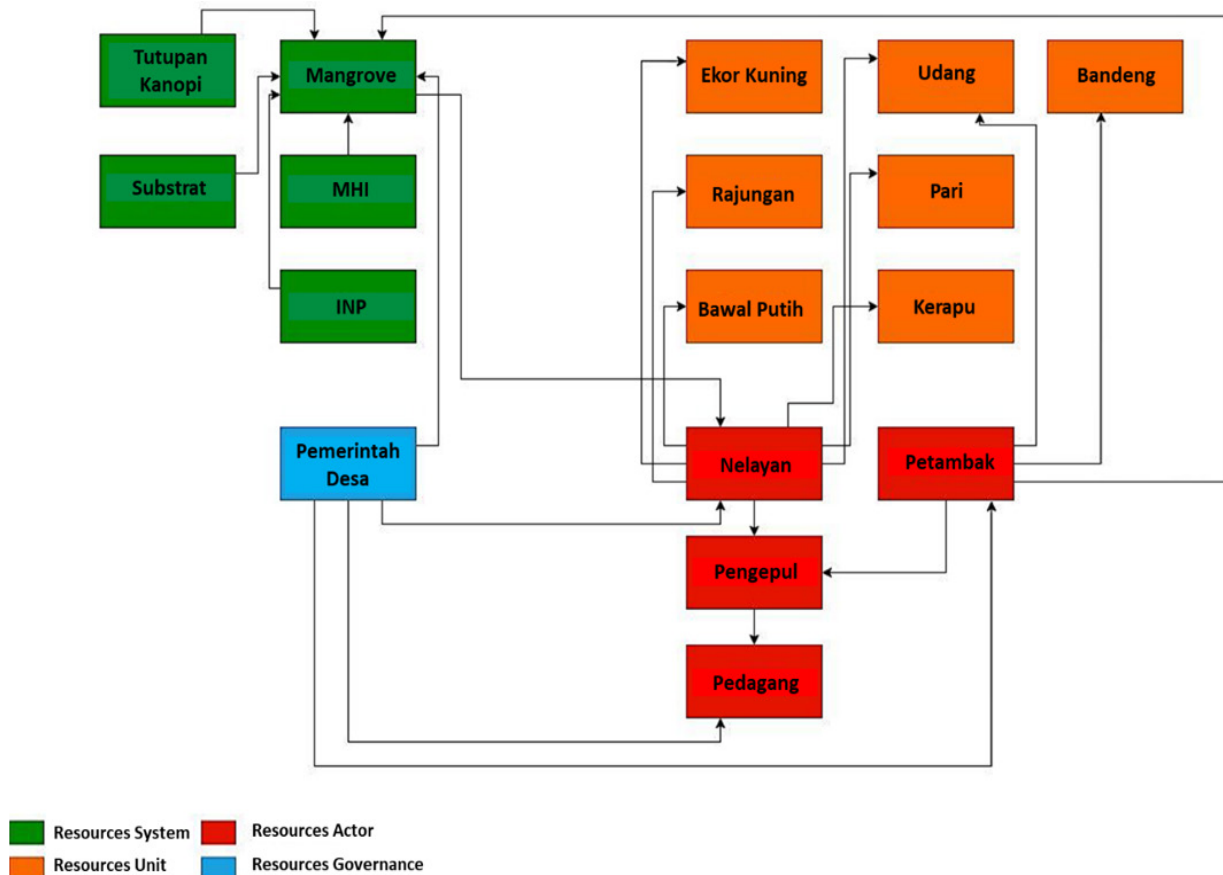 Tutupan
Kanopi
Mangrove
Ekor Kuning
Udang
Bandeng
Substrat
MHI
Rajungan
Pari
INP
Bawal Putih
Kerapu
Pemerintah
Desa
Nelayan
Petambak
Pengepul
Pedagang
Resources System
Resources Actor
Resources Unit
Resources Governance